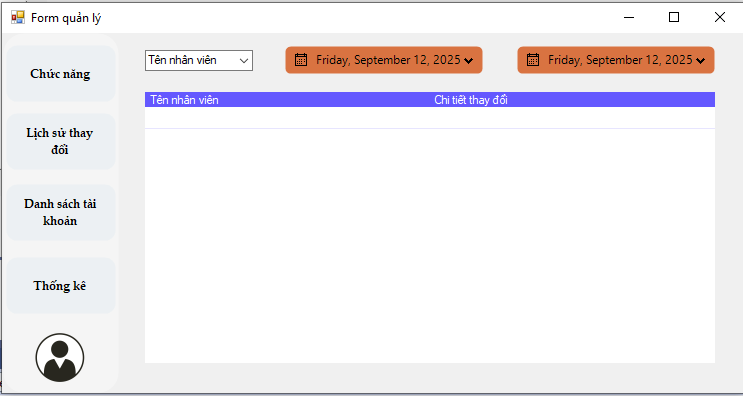 Form quản lý
Chức năng
Lịch sử thay
đổi
Danh sách tài
khoản
Thống kê
Tên nhân viên
Friday, September 12, 2025
Friday, September 12, 2025
Tên nhân viên
Chi tiết thay đổi